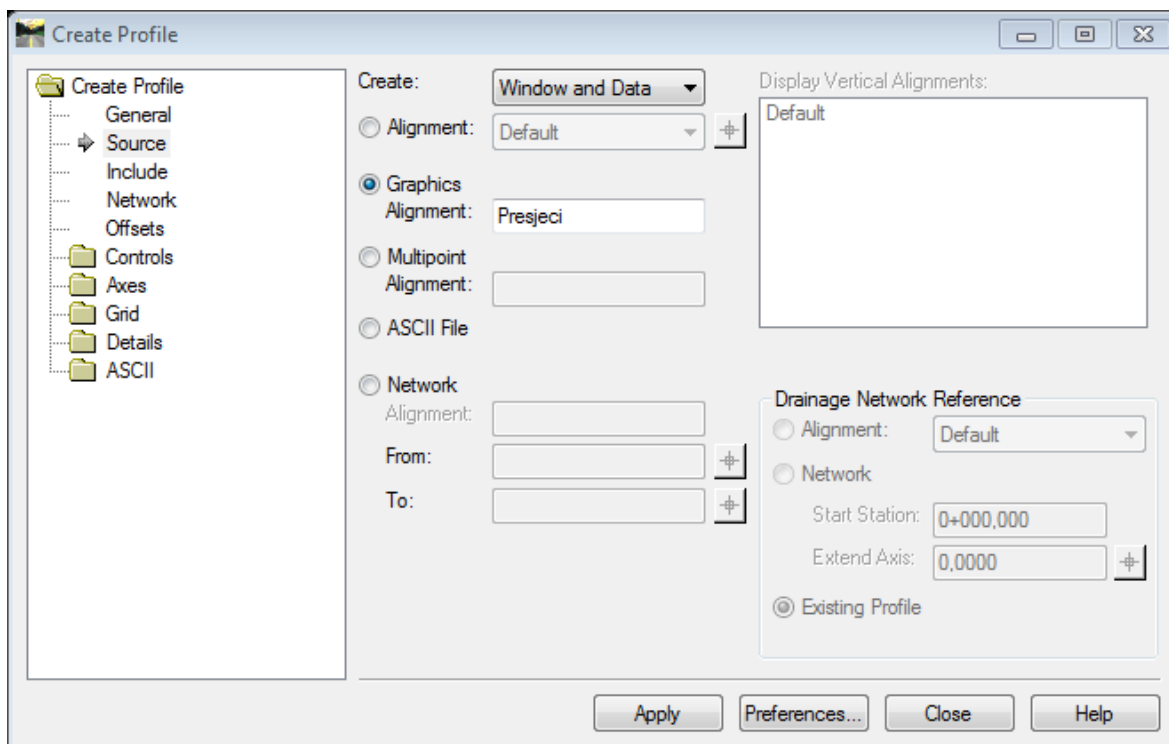 Create Profile
Create Profile
General
Source
Include
Network
Offsets
Controls
Axes
Grid
Details
ASCII
Create: Window and Data
Alignment: Default
Graphics
Alignment: Presjeci
Multipoint
Alignment:
ASCII File
Network
Alignment:
From:
To:
Display Vertical Alignments:
Default
Drainage Network Reference
Alignment: Default
Network
Start Station: 0+000,000
Extend Axis: 0,0000
Existing Profile
Apply Preferences... Close Help